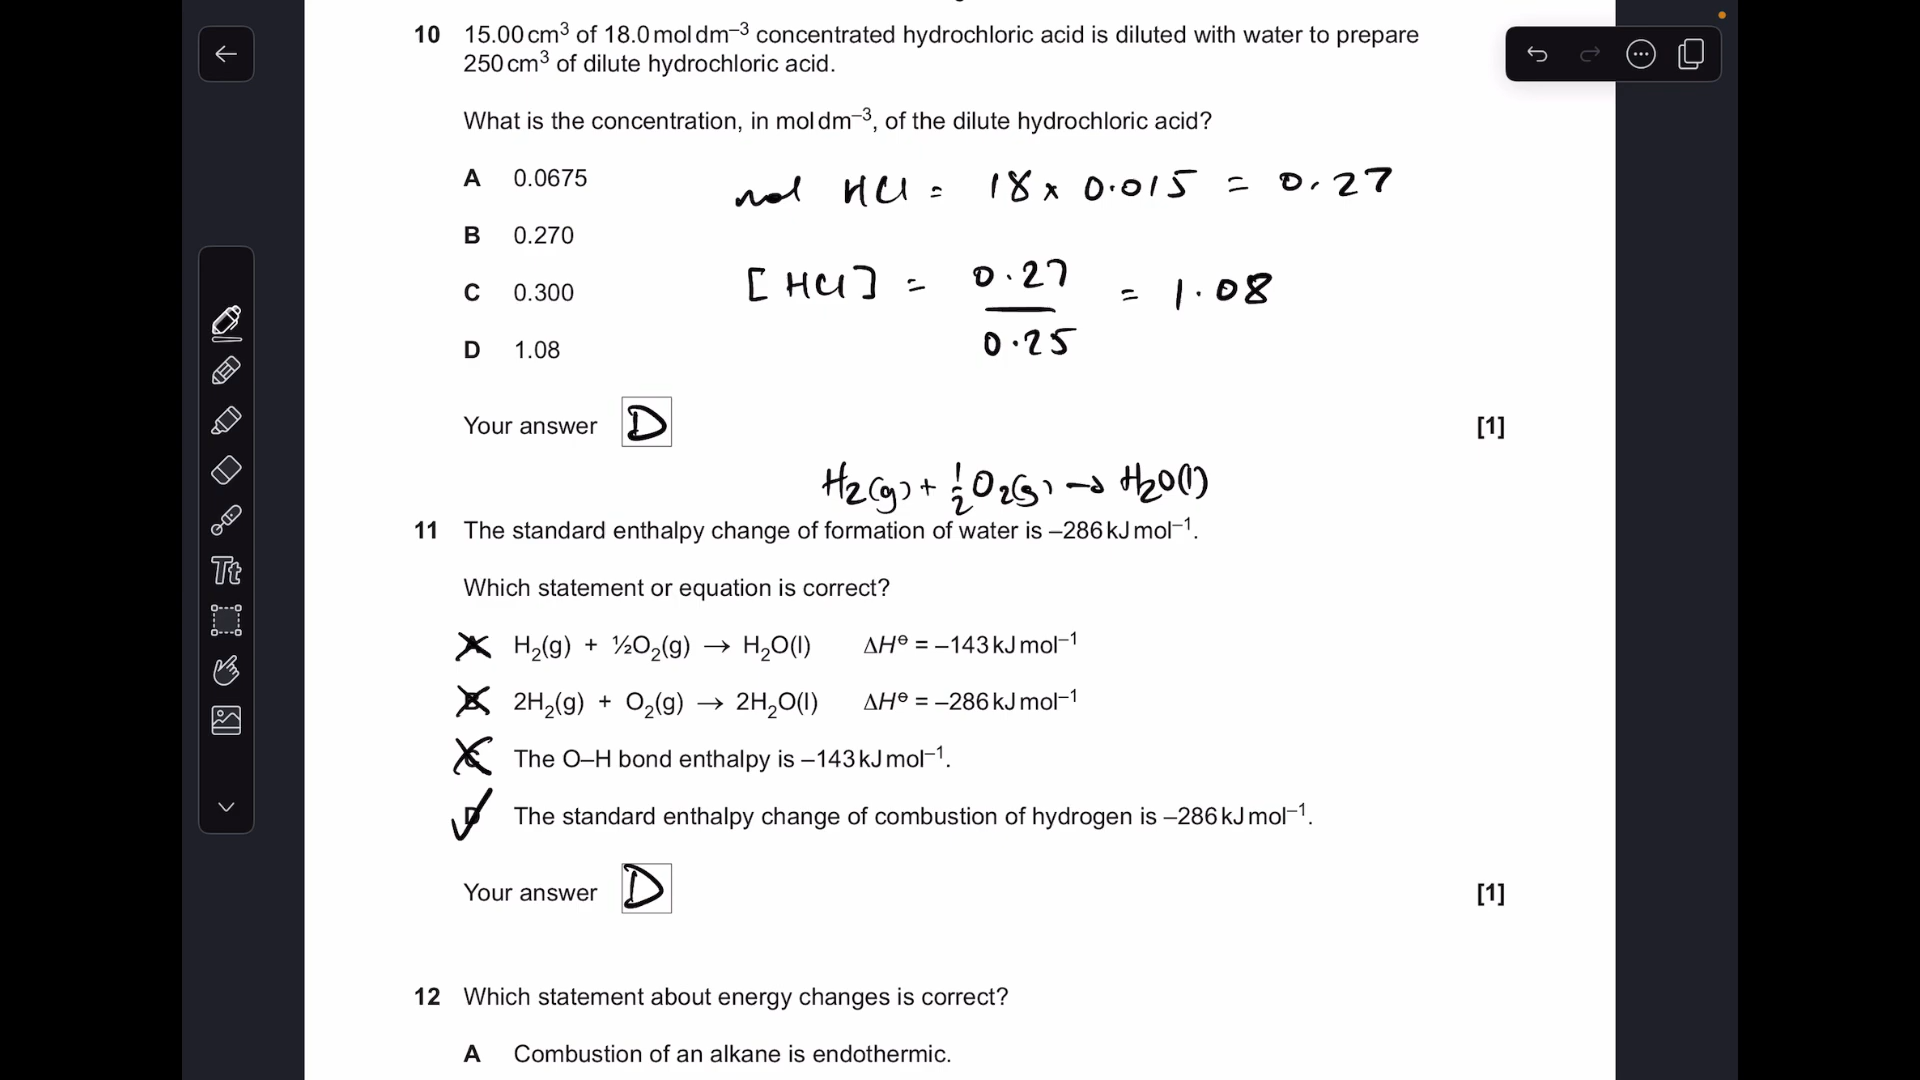 10 15.00 cm³ of 18.0 mol dm⁻³ concentrated hydrochloric acid is diluted with water to prepare
250 cm³ of dilute hydrochloric acid.
What is the concentration, in mol dm⁻³, of the dilute hydrochloric acid?
A 0.0675
mol HCl = 18 × 0.015 = 0.27
B 0.270
C 0.300
[HCl] = 0.27 / 0.25 = 1.08
D 1.08
Your answer D [1]
H₂(g) + ½O₂(g) → H₂O(l)
11 The standard enthalpy change of formation of water is –286 kJ mol⁻¹.
Which statement or equation is correct?
A H₂(g) + ½O₂(g) → H₂O(l) ΔH⦵ = –143 kJ mol⁻¹
B 2H₂(g) + O₂(g) → 2H₂O(l) ΔH⦵ = –286 kJ mol⁻¹
C The O–H bond enthalpy is –143 kJ mol⁻¹.
D The standard enthalpy change of combustion of hydrogen is –286 kJ mol⁻¹.
Your answer D [1]
12 Which statement about energy changes is correct?
A Combustion of an alkane is endothermic.
Tt